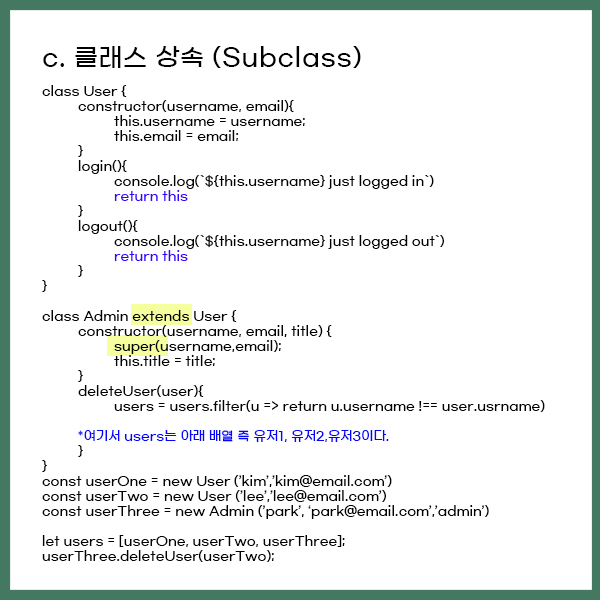 c. 클래스 상속 (Subclass)
class User {
constructor(username, email){
this.username = username;
this.email = email;
}
login(){
console.log(`${this.username} just logged in`)
return this
}
logout(){
console.log(`${this.username} just logged out`)
return this
}
}
class Admin extends User {
constructor(username, email, title) {
super(username,email);
this.title = title;
}
deleteUser(user){
users = users.filter(u => return u.username !== user.usrname)
*여기서 users는 아래 배열 즉 유저1, 유저2,유저3이다.
}
}
const userOne = new User ('kim','kim@email.com')
const userTwo = new User ('lee','lee@email.com')
const userThree = new Admin ('park', 'park@email.com','admin')
let users = [userOne, userTwo, userThree];
userThree.deleteUser(userTwo);